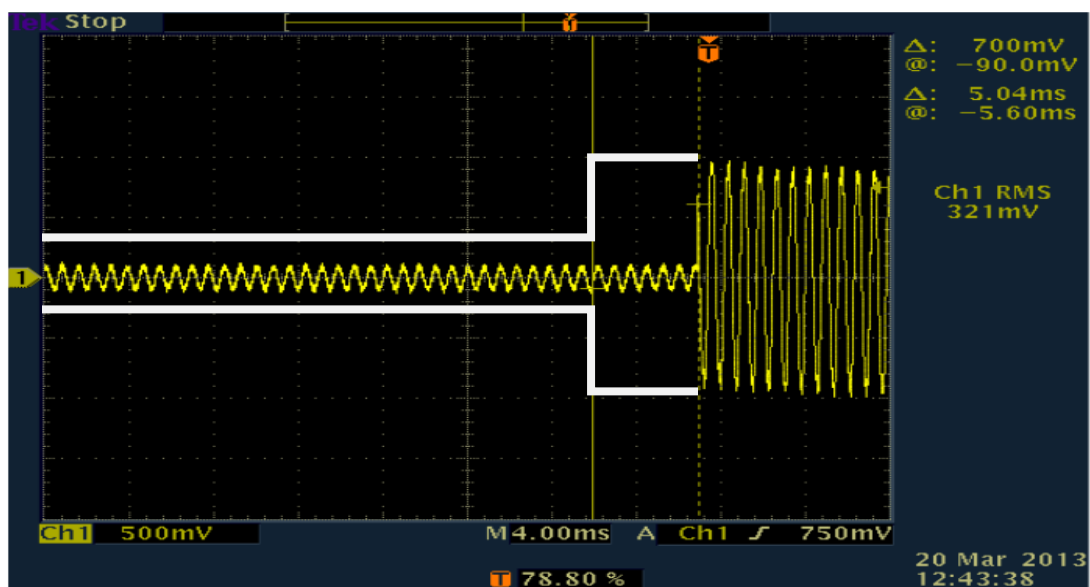 Tek Stop
T
Δ: 700mV
@: −90.0mV
Δ: 5.04ms
@: −5.60ms
T
Ch1 RMS
321mV
1
Ch1 500mV M 4.00ms A Ch1 ƒ 750mV
T 78.80 %
20 Mar 2013
12:43:38